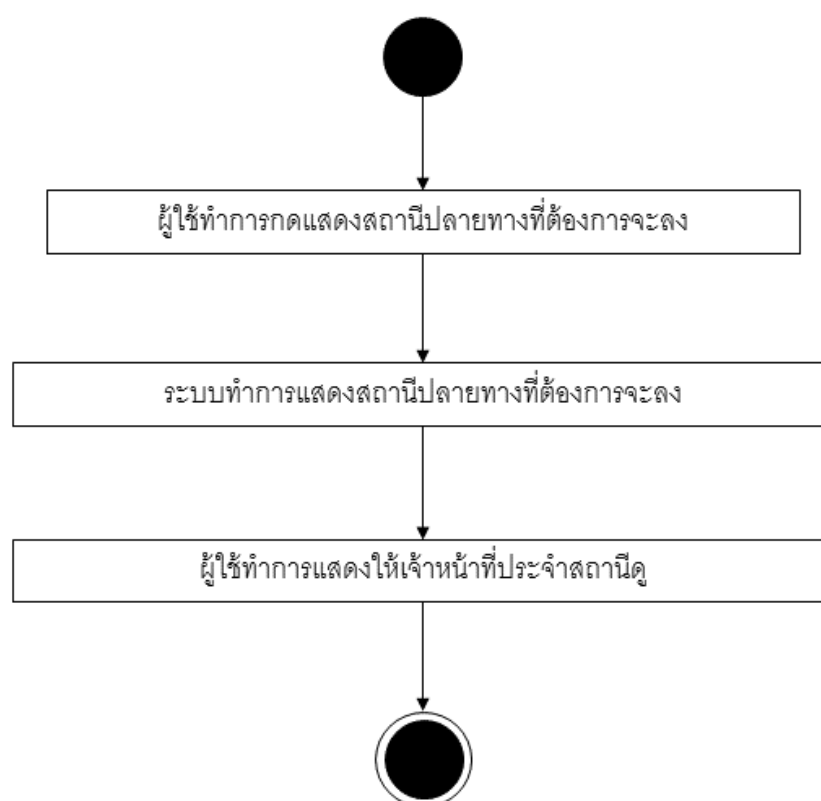 ผู้ใช้ทำการกดแสดงสถานีปลายทางที่ต้องการจะลง
ระบบทำการแสดงสถานีปลายทางที่ต้องการจะลง
ผู้ใช้ทำการแสดงให้เจ้าหน้าที่ประจำสถานีดู